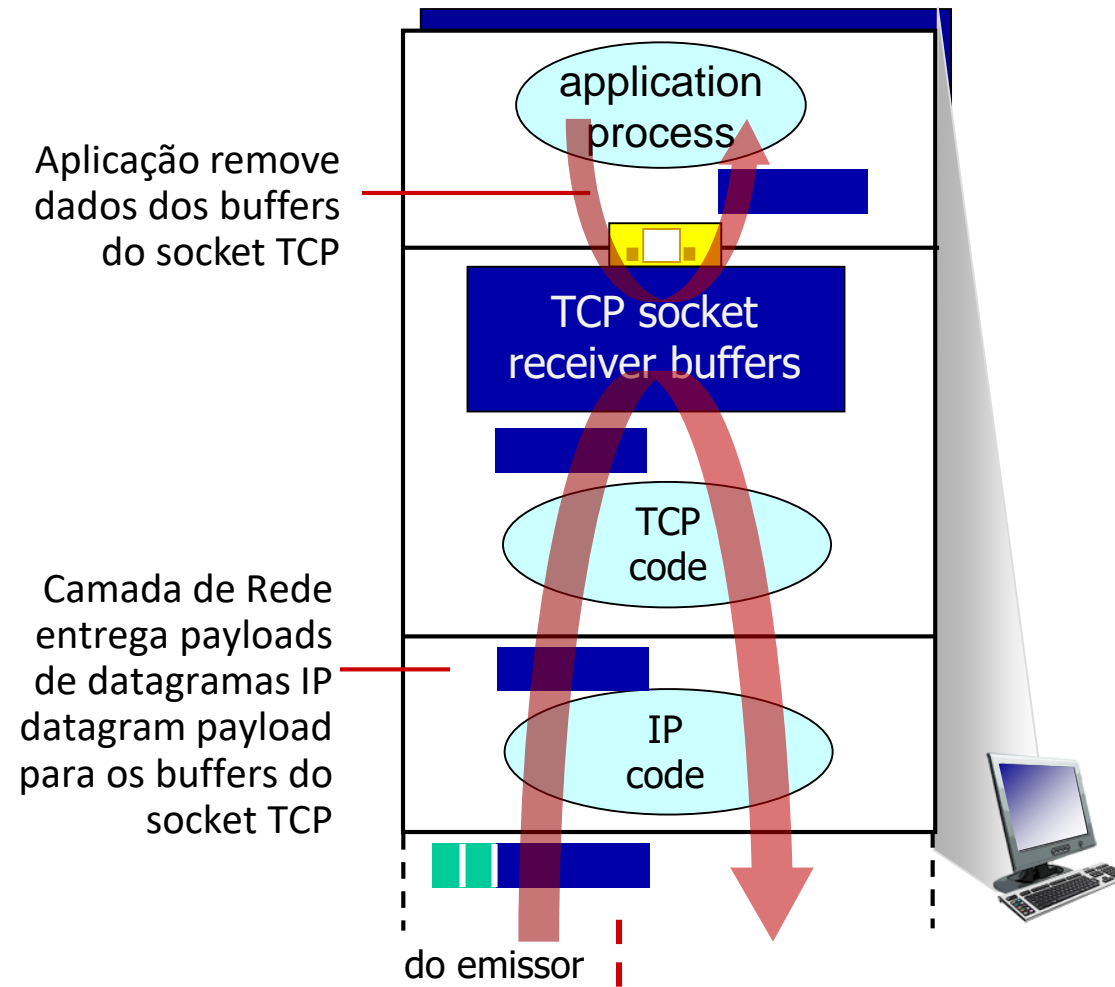 application
process
Aplicação remove
dados dos buffers
do socket TCP
TCP socket
receiver buffers
TCP
code
Camada de Rede
entrega payloads
de datagramas IP
datagram payload
para os buffers do
socket TCP
IP
code
do emissor